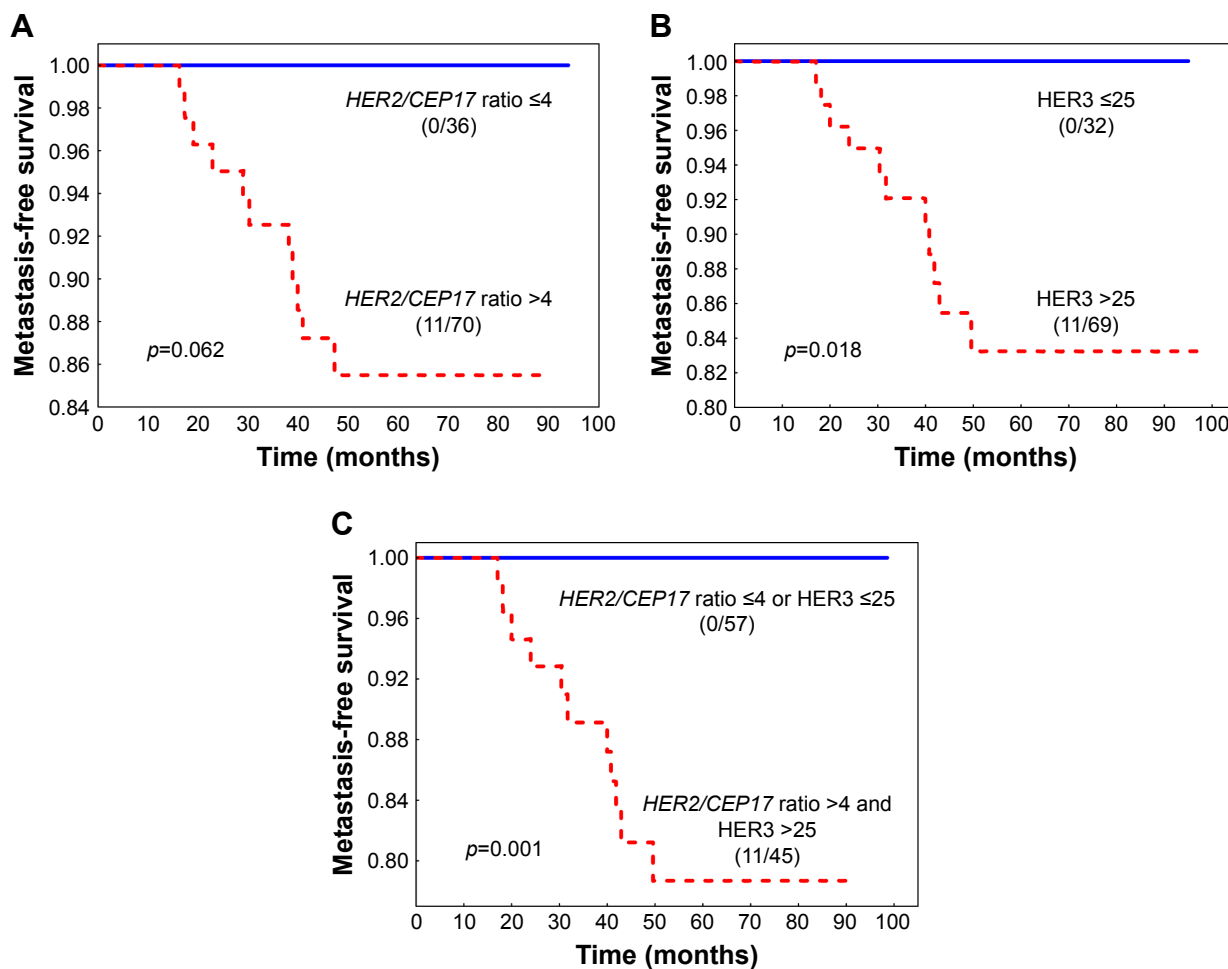 A
Metastasis-free survival
1.00
0.98
0.96
0.94
0.92
0.90
0.88
0.86
0.84
HER2/CEP17 ratio ≤4
(0/36)
HER2/CEP17 ratio >4
(11/70)
p=0.062
0 10 20 30 40 50 60 70 80 90 100
Time (months)
B
Metastasis-free survival
1.00
0.98
0.96
0.94
0.92
0.90
0.88
0.86
0.84
0.82
0.80
HER3 ≤25
(0/32)
HER3 >25
(11/69)
p=0.018
0 10 20 30 40 50 60 70 80 90 100
Time (months)
C
Metastasis-free survival
1.00
0.96
0.92
0.88
0.84
0.80
HER2/CEP17 ratio ≤4 or HER3 ≤25
(0/57)
HER2/CEP17 ratio >4 and
HER3 >25
(11/45)
p=0.001
0 10 20 30 40 50 60 70 80 90 100
Time (months)